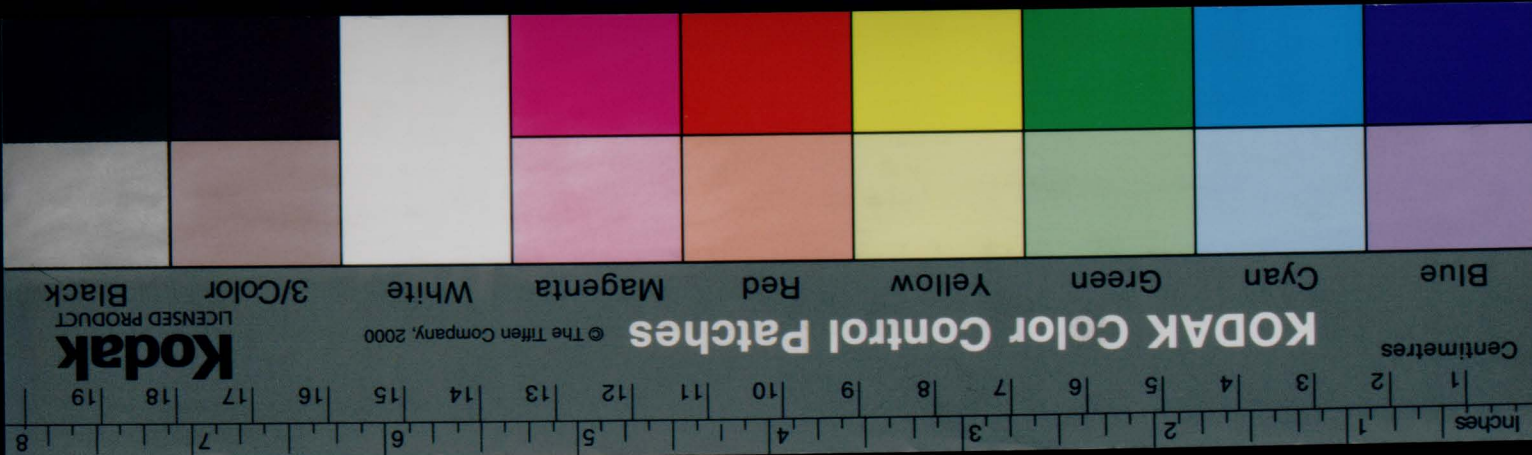 Inches 1 2 3 4 5 6 7 8
Centimetres 1 2 3 4 5 6 7 8 9 10 11 12 13 14 15 16 17 18 19
KODAK Color Control Patches
© The Tiffen Company, 2000
Kodak
LICENSED PRODUCT
Blue Cyan Green Yellow Red Magenta White 3/Color Black